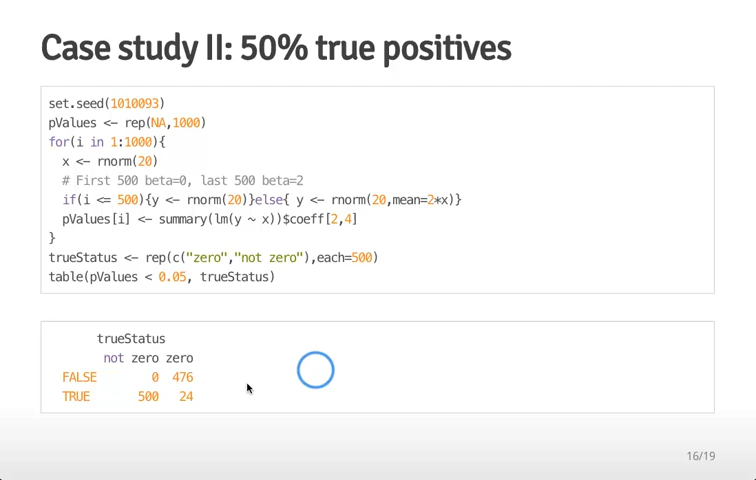 Case study II: 50% true positives
set.seed(1010093)
pValues <- rep(NA,1000)
for(i in 1:1000){
  x <- rnorm(20)
  # First 500 beta=0, last 500 beta=2
  if(i <= 500){y <- rnorm(20)}else{ y <- rnorm(20,mean=2*x)}
  pValues[i] <- summary(lm(y ~ x))$coeff[2,4]
}
trueStatus <- rep(c("zero","not zero"),each=500)
table(pValues < 0.05, trueStatus)
trueStatus
not zero zero
FALSE 0 476
TRUE 500 24
16/19